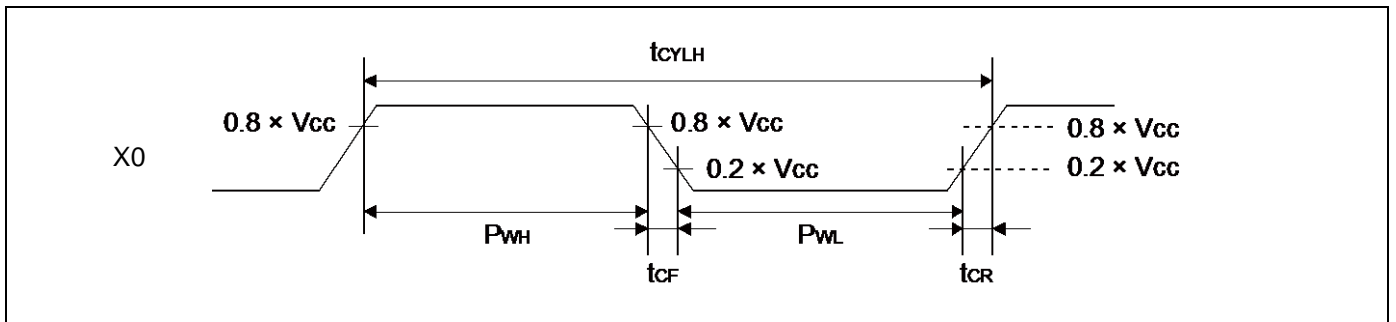 tCYLH
0.8 × Vcc
0.8 × Vcc
0.8 × Vcc
X0
0.2 × Vcc
0.2 × Vcc
PWH
PWL
tCF
tCR